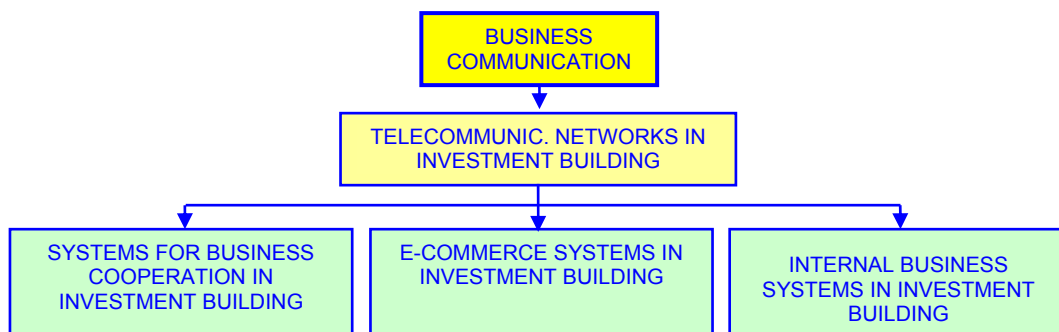 BUSINESS
COMMUNICATION
TELECOMMUNIC. NETWORKS IN
INVESTMENT BUILDING
SYSTEMS FOR BUSINESS
COOPERATION IN
INVESTMENT BUILDING
E-COMMERCE SYSTEMS IN
INVESTMENT BUILDING
INTERNAL BUSINESS
SYSTEMS IN INVESTMENT
BUILDING